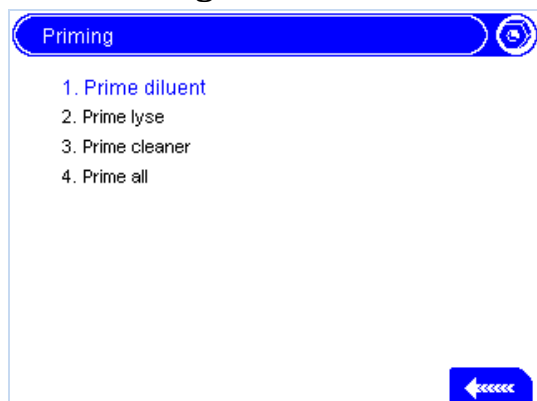 Priming
1. Prime diluent
2. Prime lyse
3. Prime cleaner
4. Prime all